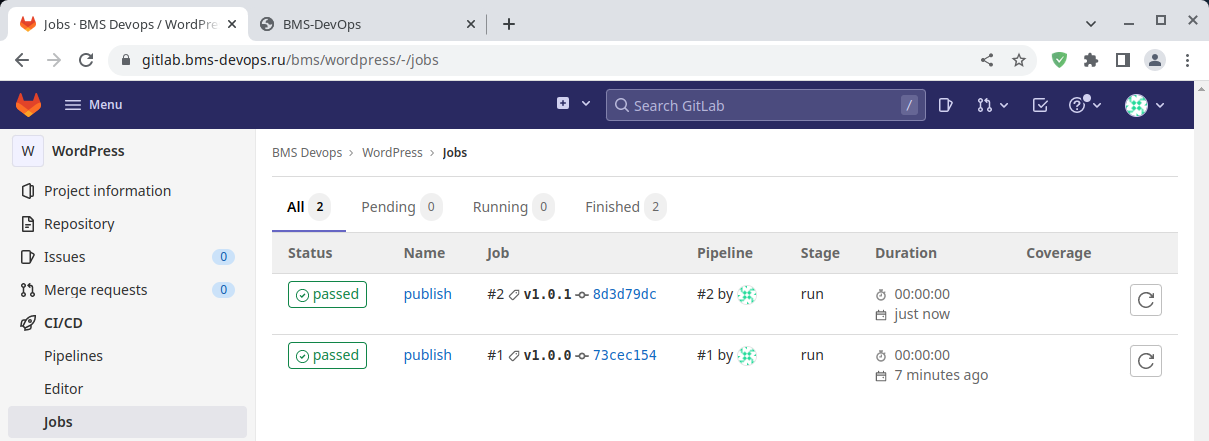 Jobs · BMS Devops / WordPre
BMS-DevOps
gitlab.bms-devops.ru/bms/wordpress/-/jobs
Menu
Search GitLab
/
W WordPress
BMS Devops › WordPress › Jobs
Project information
Repository
Issues 0
Merge requests 0
CI/CD
Pipelines
Editor
Jobs
All 2 Pending 0 Running 0 Finished 2
Status Name Job Pipeline Stage Duration Coverage
passed publish #2 v1.0.1 8d3d79dc #2 by run 00:00:00
just now
passed publish #1 v1.0.0 73cec154 #1 by run 00:00:00
7 minutes ago